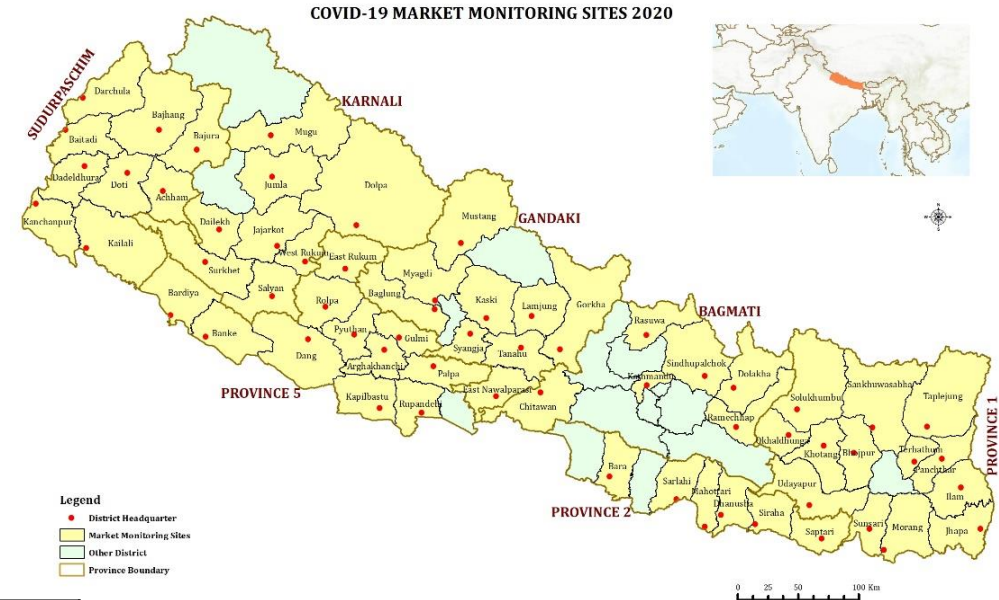 COVID-19 MARKET MONITORING SITES 2020
SUDURPASCHIM
KARNALI
GANDAKI
BAGMATI
PROVINCE 5
PROVINCE 2
PROVINCE 1
Darchula
Bajhang
Baitadi
Bajura
Mugu
Dadeldhura
Doti
Achham
Jumla
Dolpa
Kanchanpur
Kailali
Dailekh
Jajarkot
Mustang
Surkhet
West Rukum
East Rukum
Salyan
Myagdi
Bardiya
Rolpa
Baglung
Kaski
Lamjung
Gorkha
Banke
Dang
Pyuthan
Gulmi
Syangja
Tanahu
Rasuwa
Arghakhanchi
Palpa
Sindhupalchok
Dolakha
Kathmandu
Kapilbastu
Rupandehi
East Nawalparasi
Chitawan
Ramechhap
Solukhumbu
Sankhuwasabha
Taplejung
Okhaldhunga
Khotang
Bhojpur
Terhathum
Panchthar
Bara
Sarlahi
Mahottari
Dhanusha
Siraha
Udayapur
Saptari
Sunsari
Morang
Ilam
Jhapa
Legend
District Headquarter
Market Monitoring Sites
Other District
Province Boundary
0 25 50 100 Km